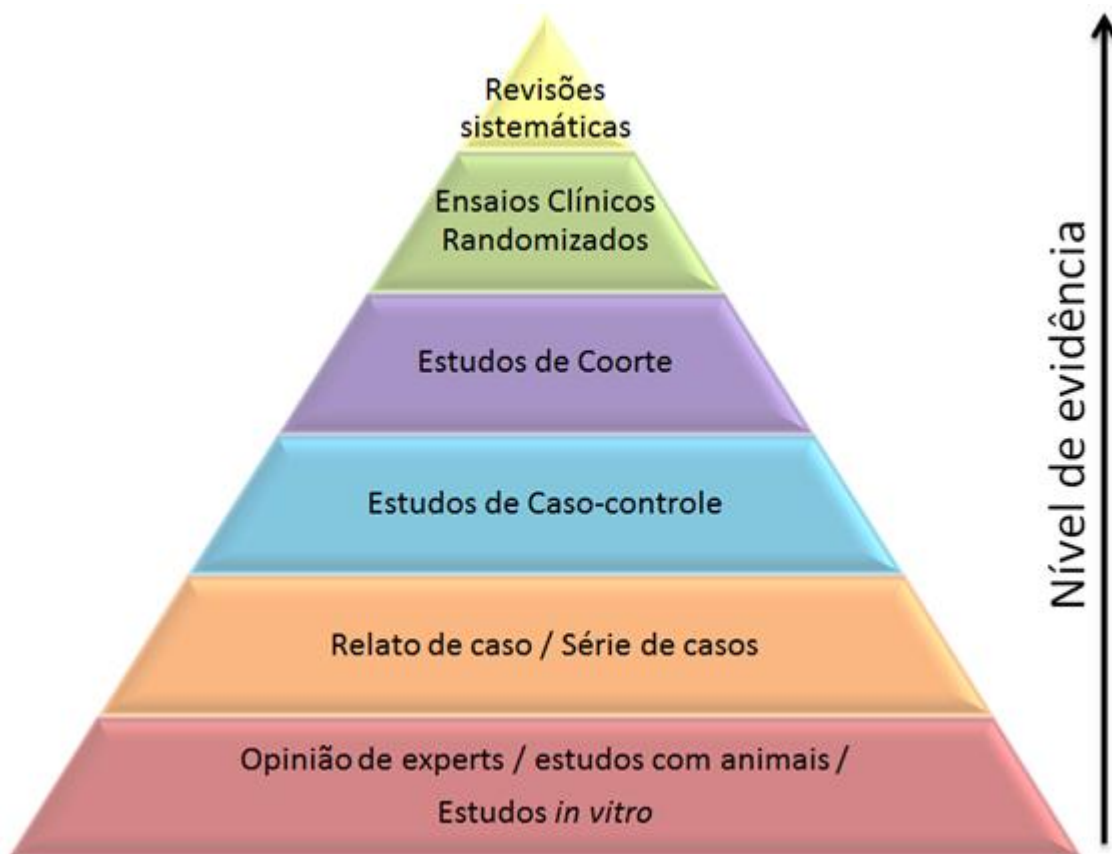 Revisões
sistemáticas
Ensaios Clínicos
Randomizados
Estudos de Coorte
Estudos de Caso-controle
Relato de caso / Série de casos
Opinião de experts / estudos com animais /
Estudos in vitro
Nível de evidência